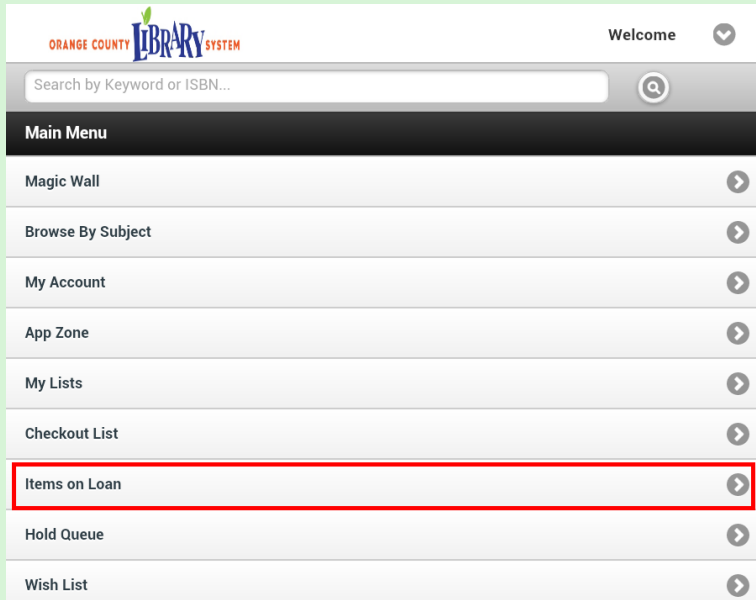 ORANGE COUNTY LIBRARY SYSTEM
Welcome
Search by Keyword or ISBN...
Main Menu
Magic Wall
Browse By Subject
My Account
App Zone
My Lists
Checkout List
Items on Loan
Hold Queue
Wish List